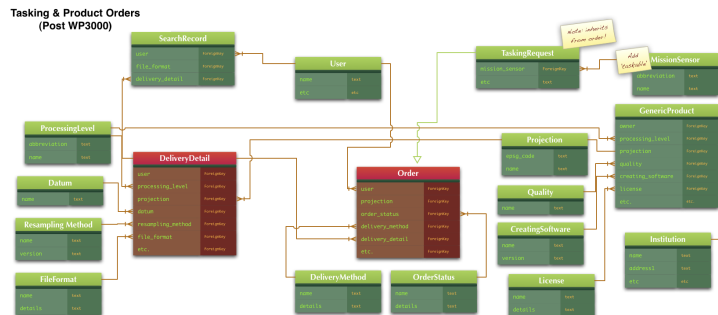 Tasking & Product Orders
(Post WP3000)
SearchRecord
user ForeignKey
file_format ForeignKey
delivery_detail ForeignKey
User
name text
etc etc
TaskingRequest
mission_sensor ForeignKey
etc text
Note: inherits
from order!
Add
'taskable'
MissionSensor
abbreviation text
name text
ProcessingLevel
abbreviation text
name text
Datum
name text
Resampling Method
name text
version text
FileFormat
name text
details text
DeliveryDetail
user ForeignKey
processing_level ForeignKey
projection ForeignKey
datum ForeignKey
resampling_method ForeignKey
file_format ForeignKey
etc. ForeignKey
Order
user ForeignKey
projection ForeignKey
order_status ForeignKey
delivery_method ForeignKey
delivery_detail ForeignKey
etc. ForeignKey
DeliveryMethod
name text
details text
OrderStatus
name text
details text
Projection
epsg_code text
name text
Quality
name text
CreatingSoftware
name text
version text
License
name text
details text
GenericProduct
owner ForeignKey
processing_level ForeignKey
projection ForeignKey
quality ForeignKey
creating_software ForeignKey
license ForeignKey
etc. etc
Institution
name text
address1 text
etc etc